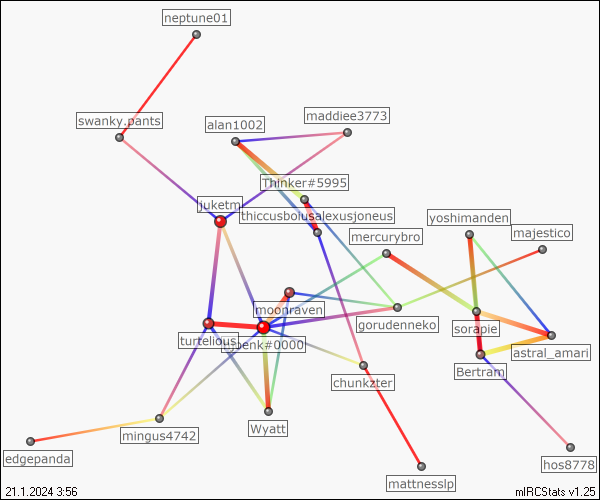 neptune01
swanky.pants
alan1002
maddiee3773
Thinker#5995
juketm
thiccusbolusalexusjoneus
yoshimanden
mercurybro
majestico
moonraven
gorudenneko
sorapie
turtelious
#0000
astral_amari
Bertram
chunkzter
Wyatt
mingus4742
edgepanda
hos8778
mattnesslp
21.1.2024 3:56
mIRCStats v1.25